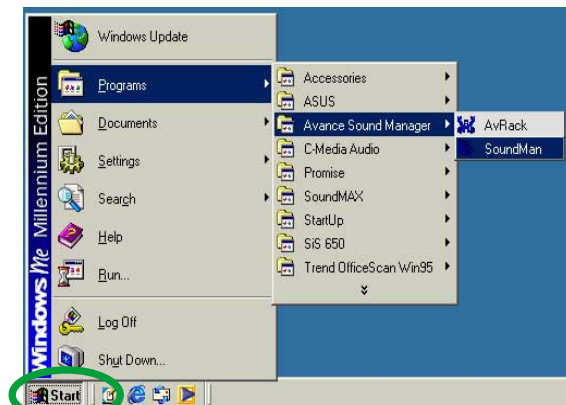 Windows Me Millennium Edition
Windows Update
Programs
Documents
Settings
Search
Help
Run...
Log Off
Shut Down...
Accessories
ASUS
Avance Sound Manager
C-Media Audio
Promise
SoundMAX
StartUp
SiS 650
Trend OfficeScan Win95
AvRack
SoundMan
Start